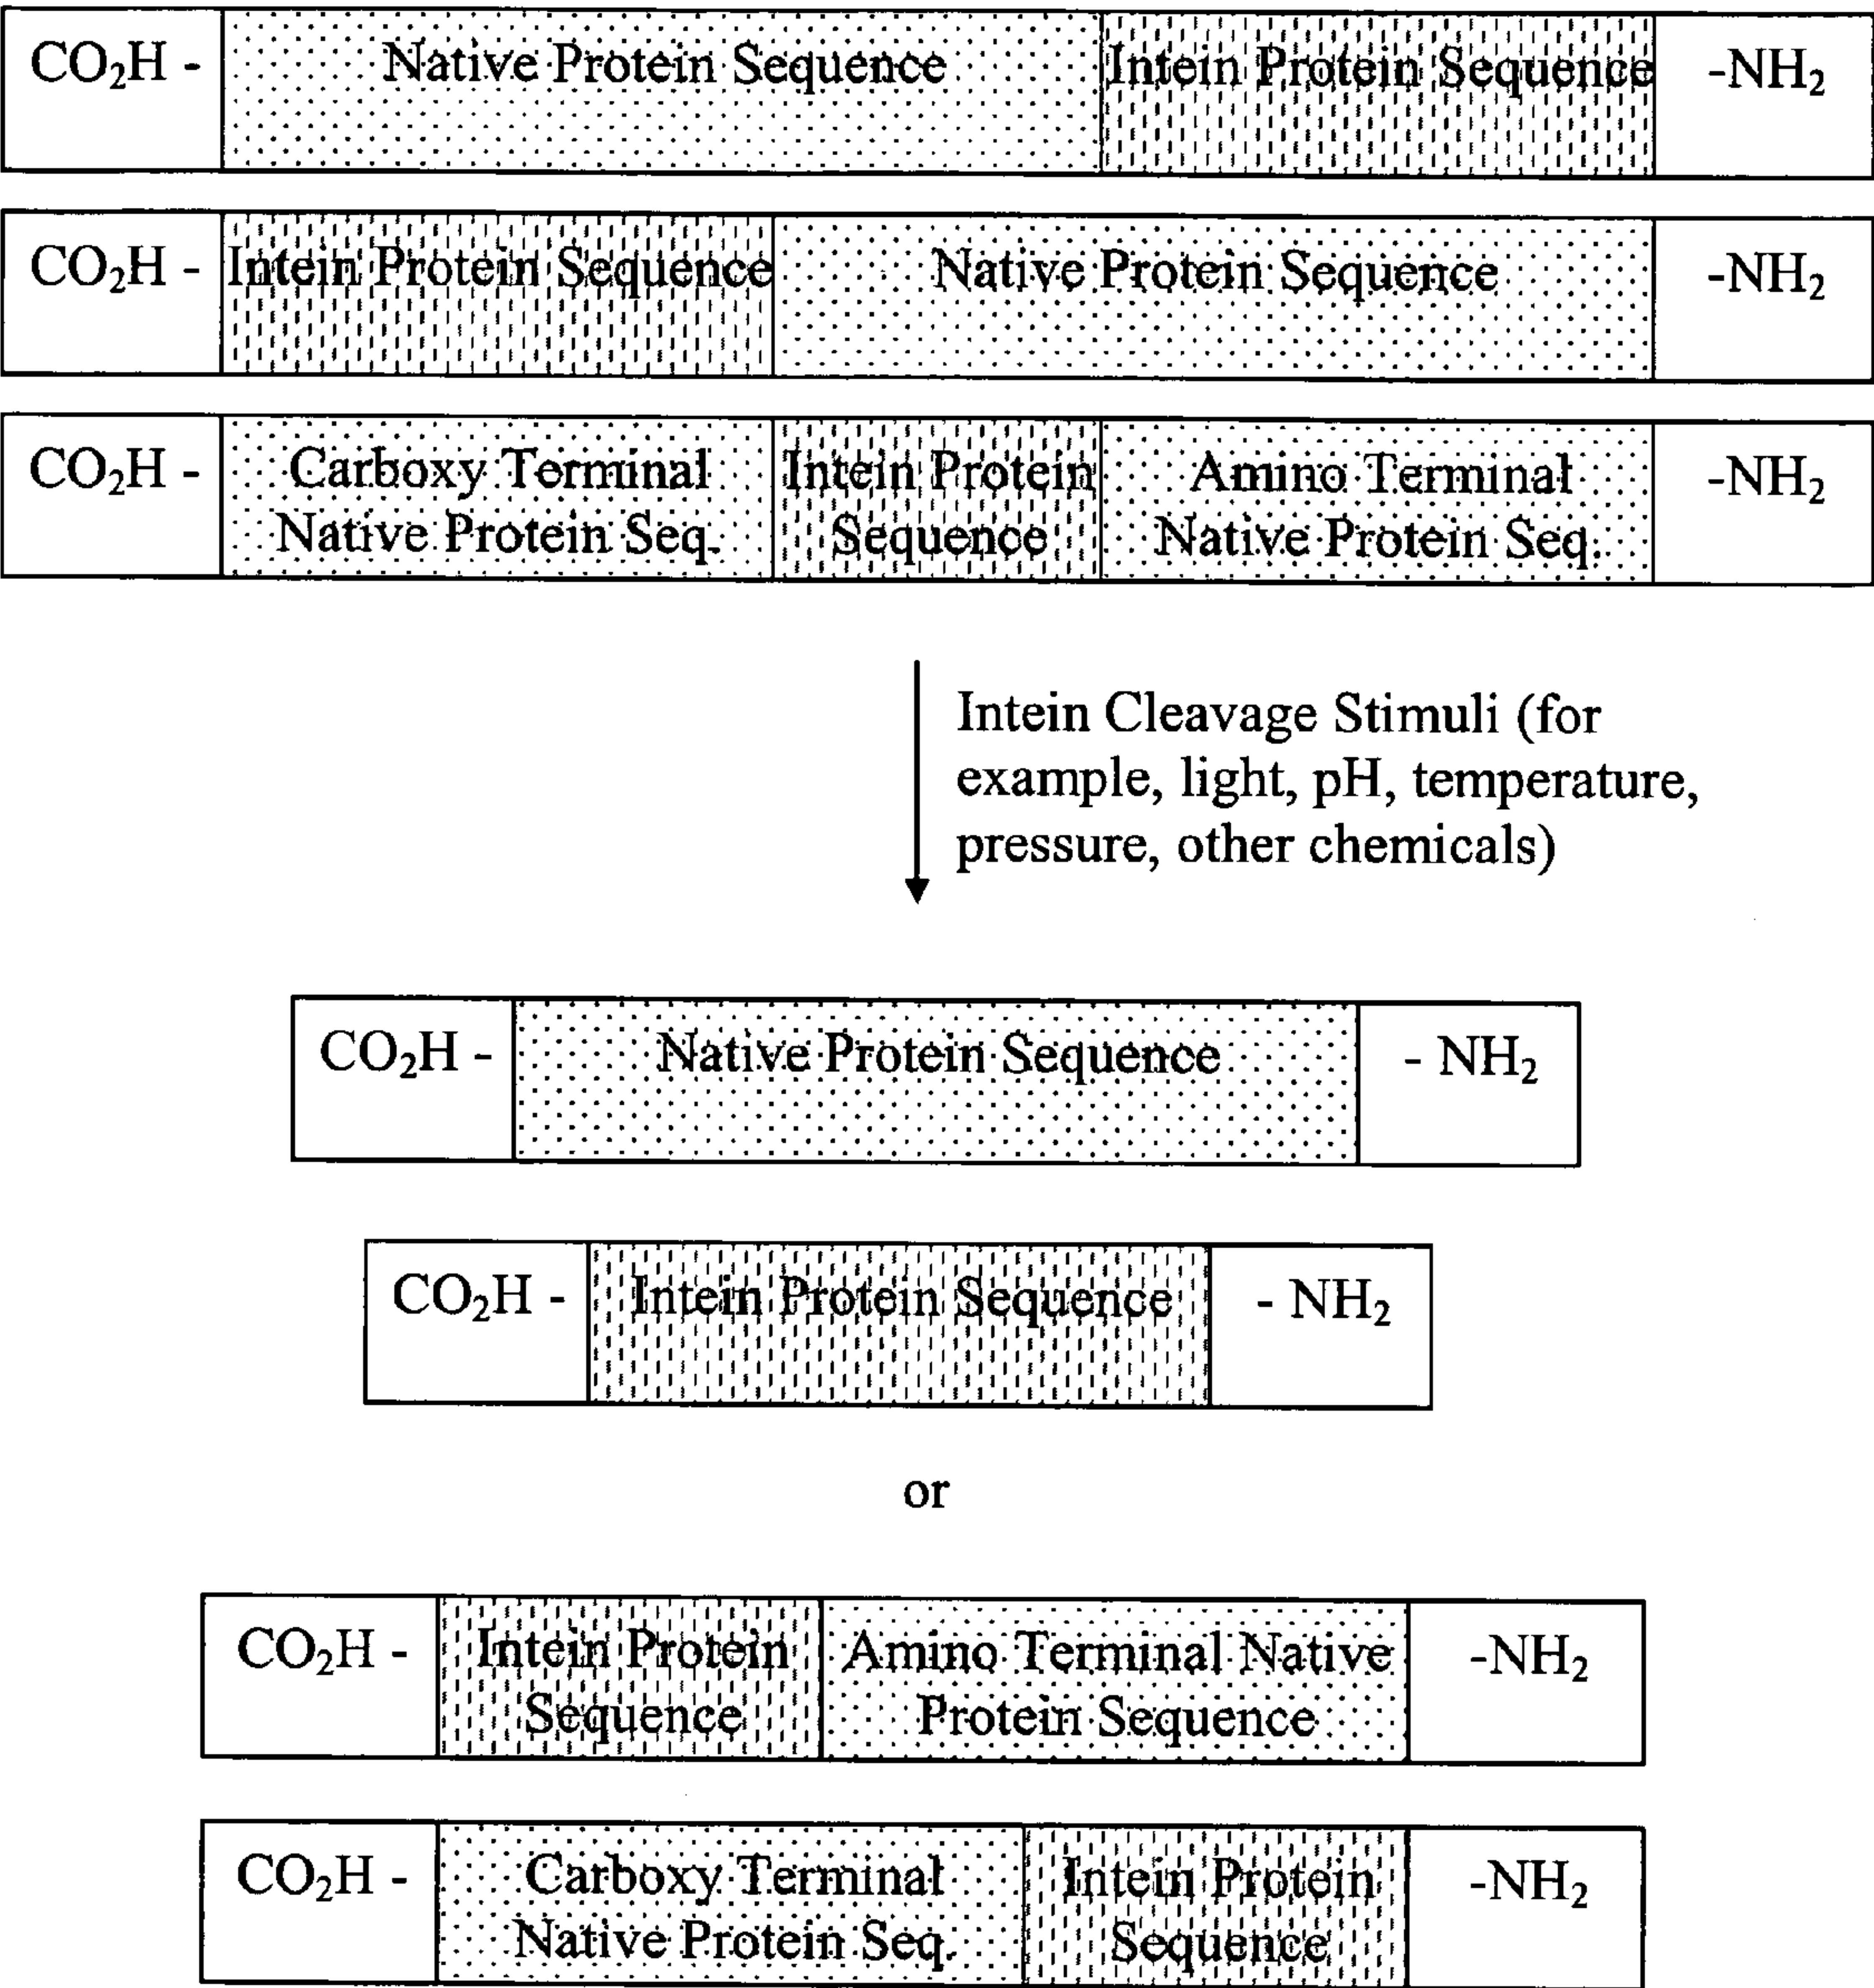 CO₂H - Native Protein Sequence Intein Protein Sequence -NH₂
CO₂H - Intein Protein Sequence Native Protein Sequence -NH₂
CO₂H - Carboxy Terminal Intein Protein Amino Terminal -NH₂
Native Protein Seq. Sequence Native Protein Seq.
Intein Cleavage Stimuli (for
example, light, pH, temperature,
pressure, other chemicals)
CO₂H - Native Protein Sequence - NH₂
CO₂H - Intein Protein Sequence - NH₂
or
CO₂H - Intein Protein Amino Terminal Native -NH₂
Sequence Protein Sequence
CO₂H - Carboxy Terminal Intein Protein -NH₂
Native Protein Seq. Sequence